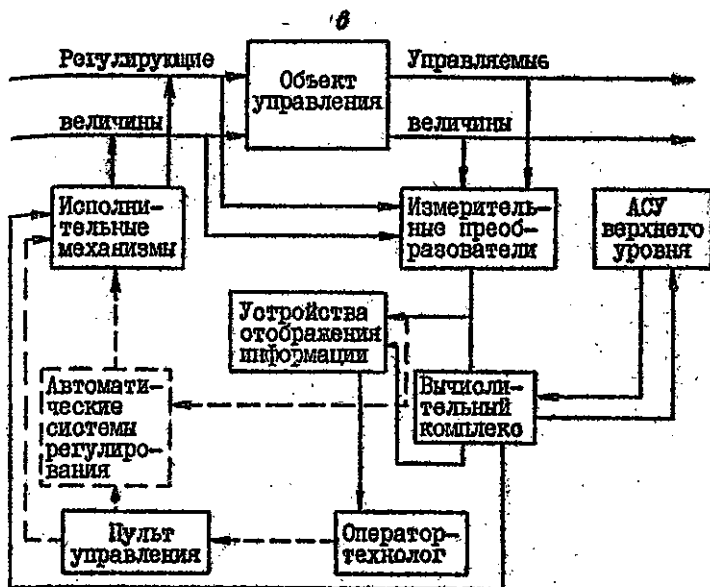 в
Регулирующие
Объект
управления
Управляемые
величины
величины
Исполни-
тельные
механизмы
Измеритель-
ные преоб-
разователи
АСУ
верхнего
уровня
Устройства
отображения
информации
Автомати-
ческие
системы
регулиро-
вания
Вычисли-
тельный
комплекс
Пульт
управления
Оператор-
технолог